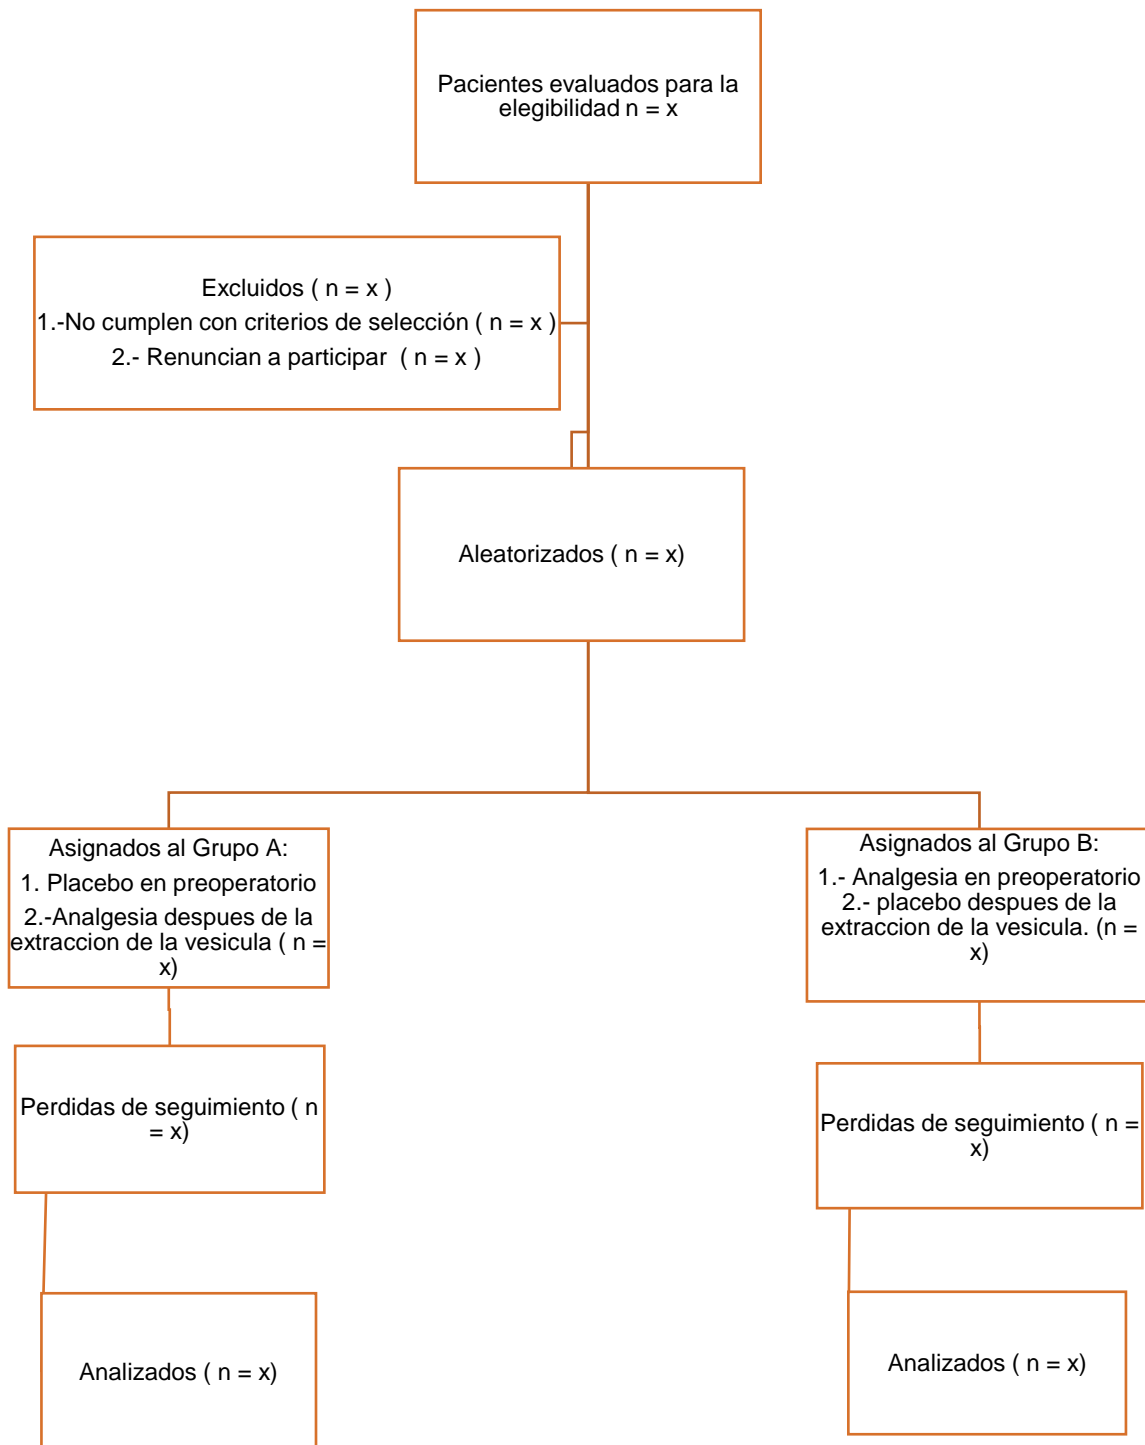 Pacientes evaluados para la
elegibilidad n = x
Excluidos ( n = x )
1.-No cumplen con criterios de selección ( n = x )
2.- Renuncian a participar  ( n = x )
Aleatorizados ( n = x)
Asignados al Grupo A:
1. Placebo en preoperatorio
2.-Analgesia despues de la
extraccion de la vesicula ( n =
x)
Asignados al Grupo B:
1.- Analgesia en preoperatorio
2.- placebo despues de la
extraccion de la vesicula. (n =
x)
Perdidas de seguimiento ( n
= x)
Perdidas de seguimiento ( n =
x)
Analizados ( n = x)
Analizados ( n = x)